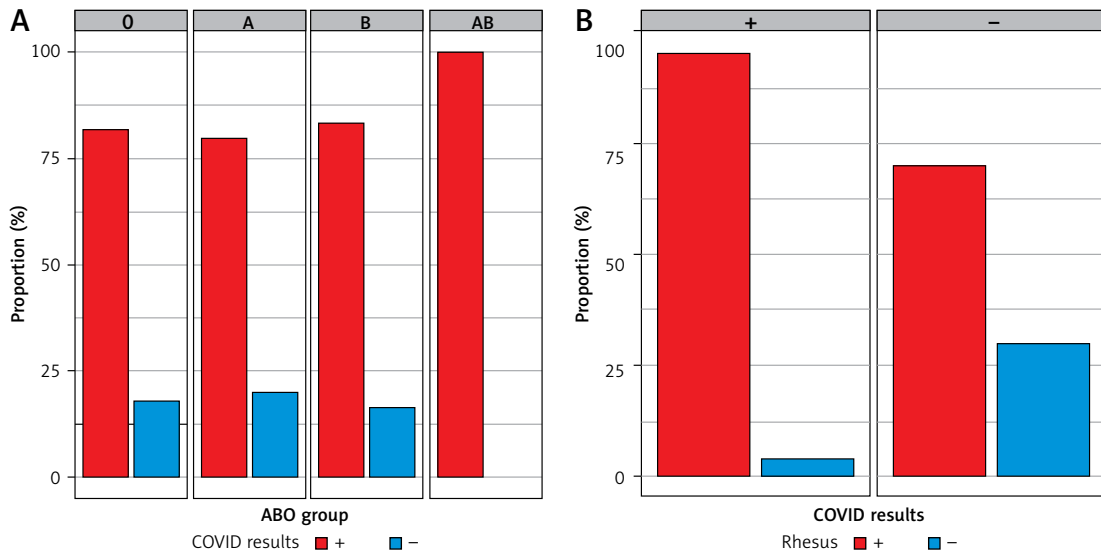 A
0 A B AB
Proportion (%)
100
75
50
25
0
ABO group
COVID results + –
B
+ –
Proportion (%)
100
75
50
25
0
COVID results
Rhesus + –